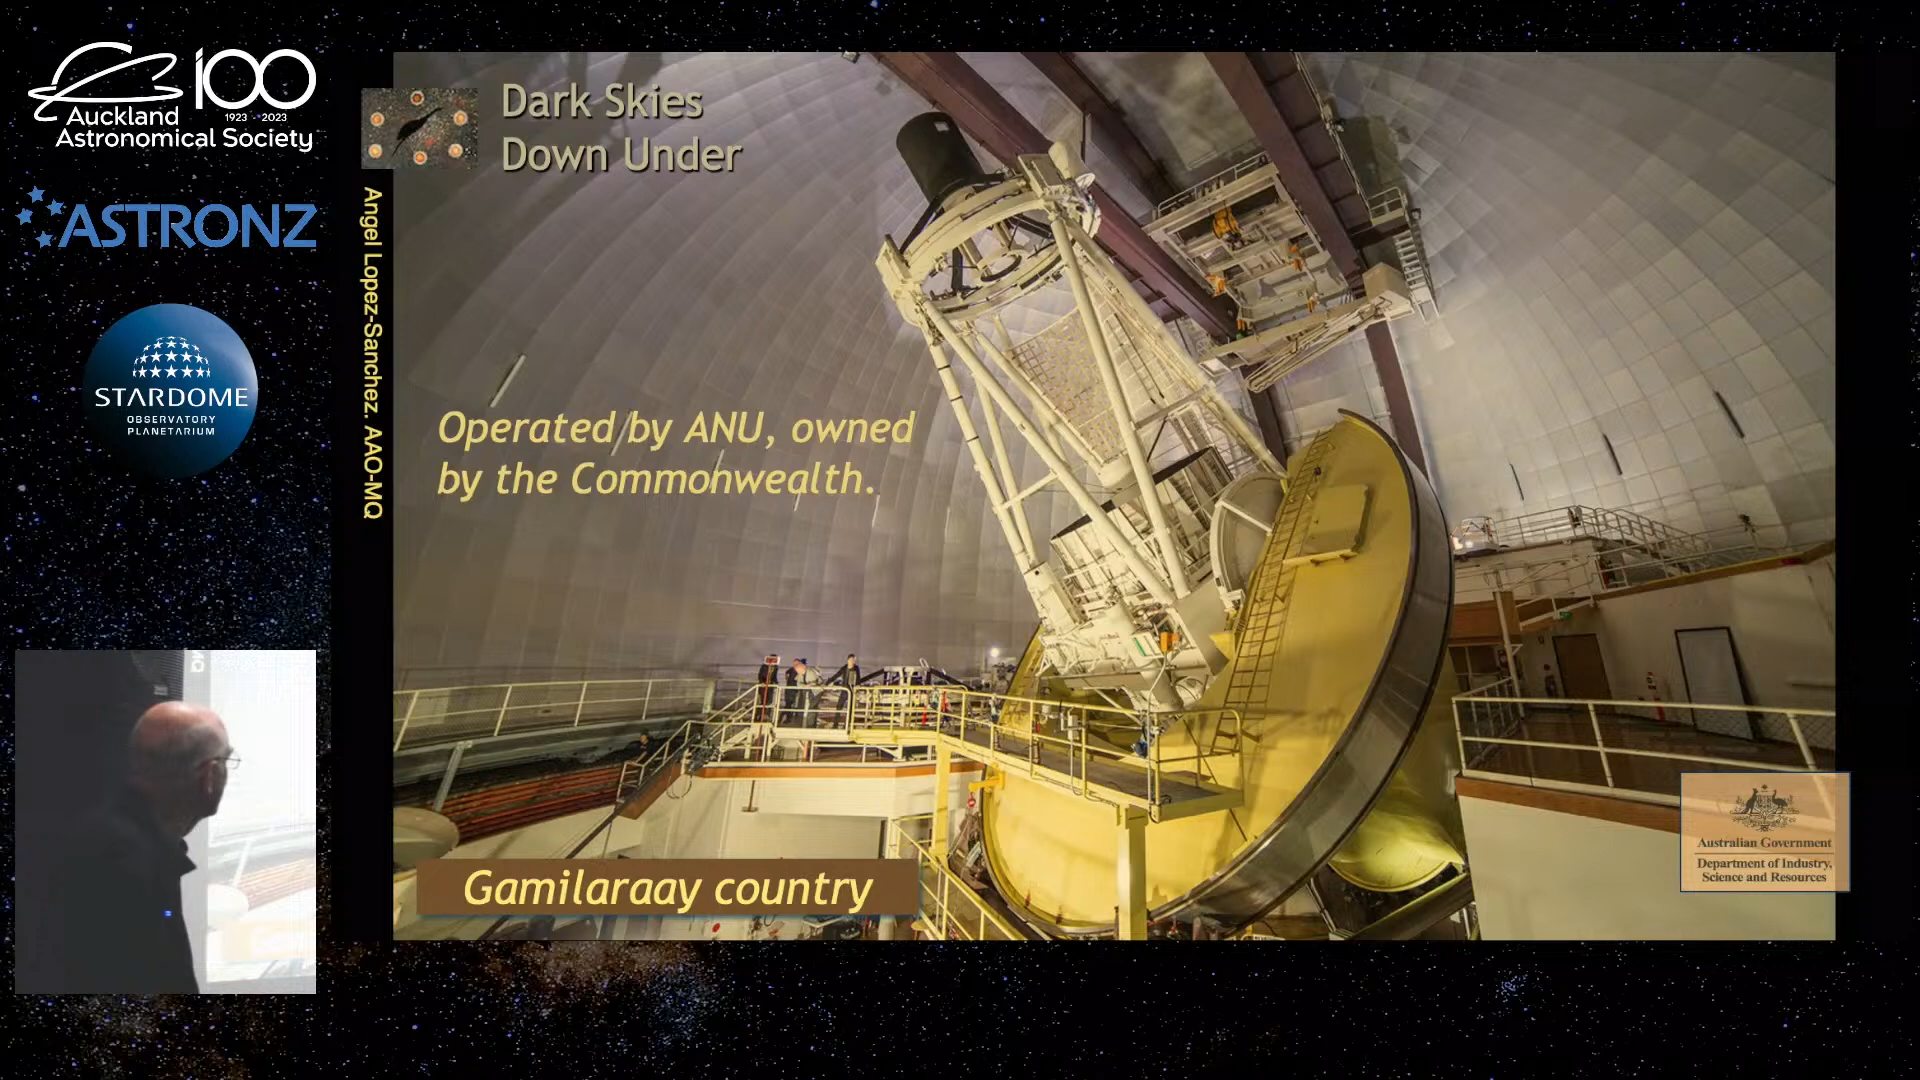 100
1923 - 2023
Auckland
Astronomical Society
ASTRONZ
STARDOME
OBSERVATORY
PLANETARIUM
Dark Skies
Down Under
Angel Lopez-Sanchez. AAO-MQ
Operated by ANU, owned
by the Commonwealth.
Gamilaraay country
Australian Government
Department of Industry,
Science and Resources